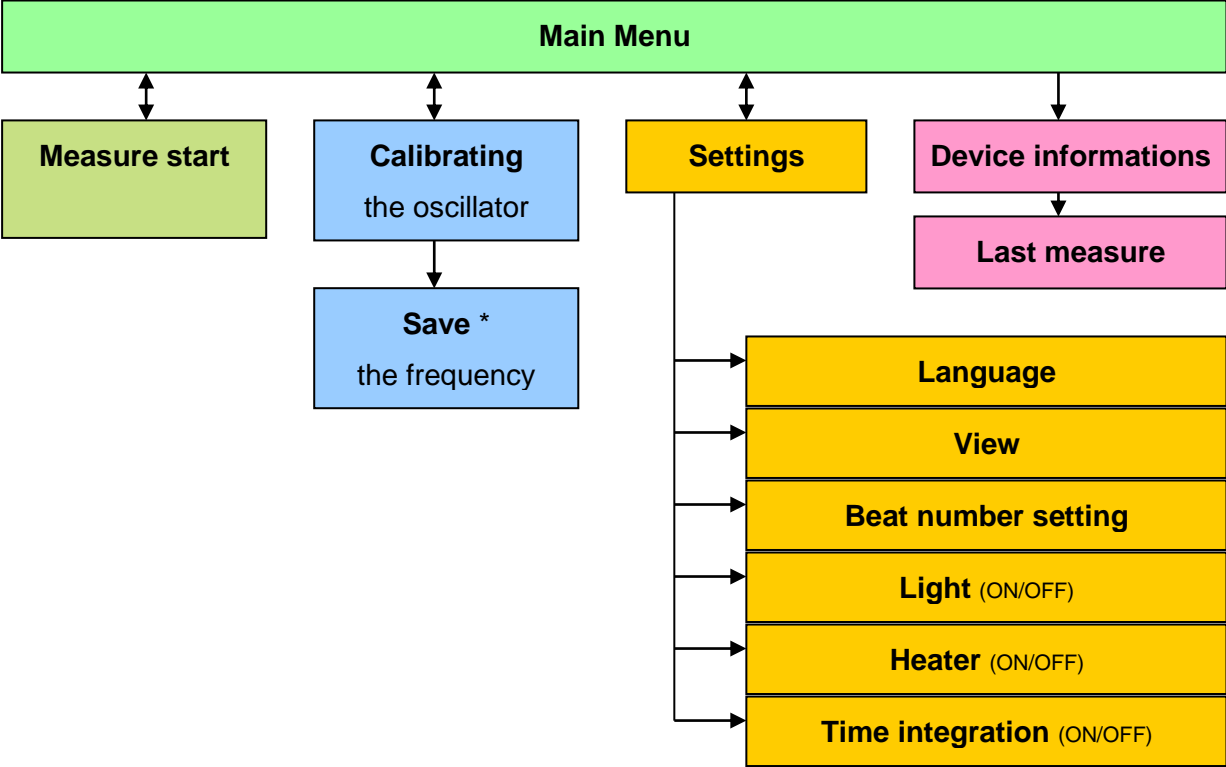 Main Menu
Measure start
Calibrating
the oscillator
Save *
the frequency
Settings
Device informations
Last measure
Language
View
Beat number setting
Light (ON/OFF)
Heater (ON/OFF)
Time integration (ON/OFF)